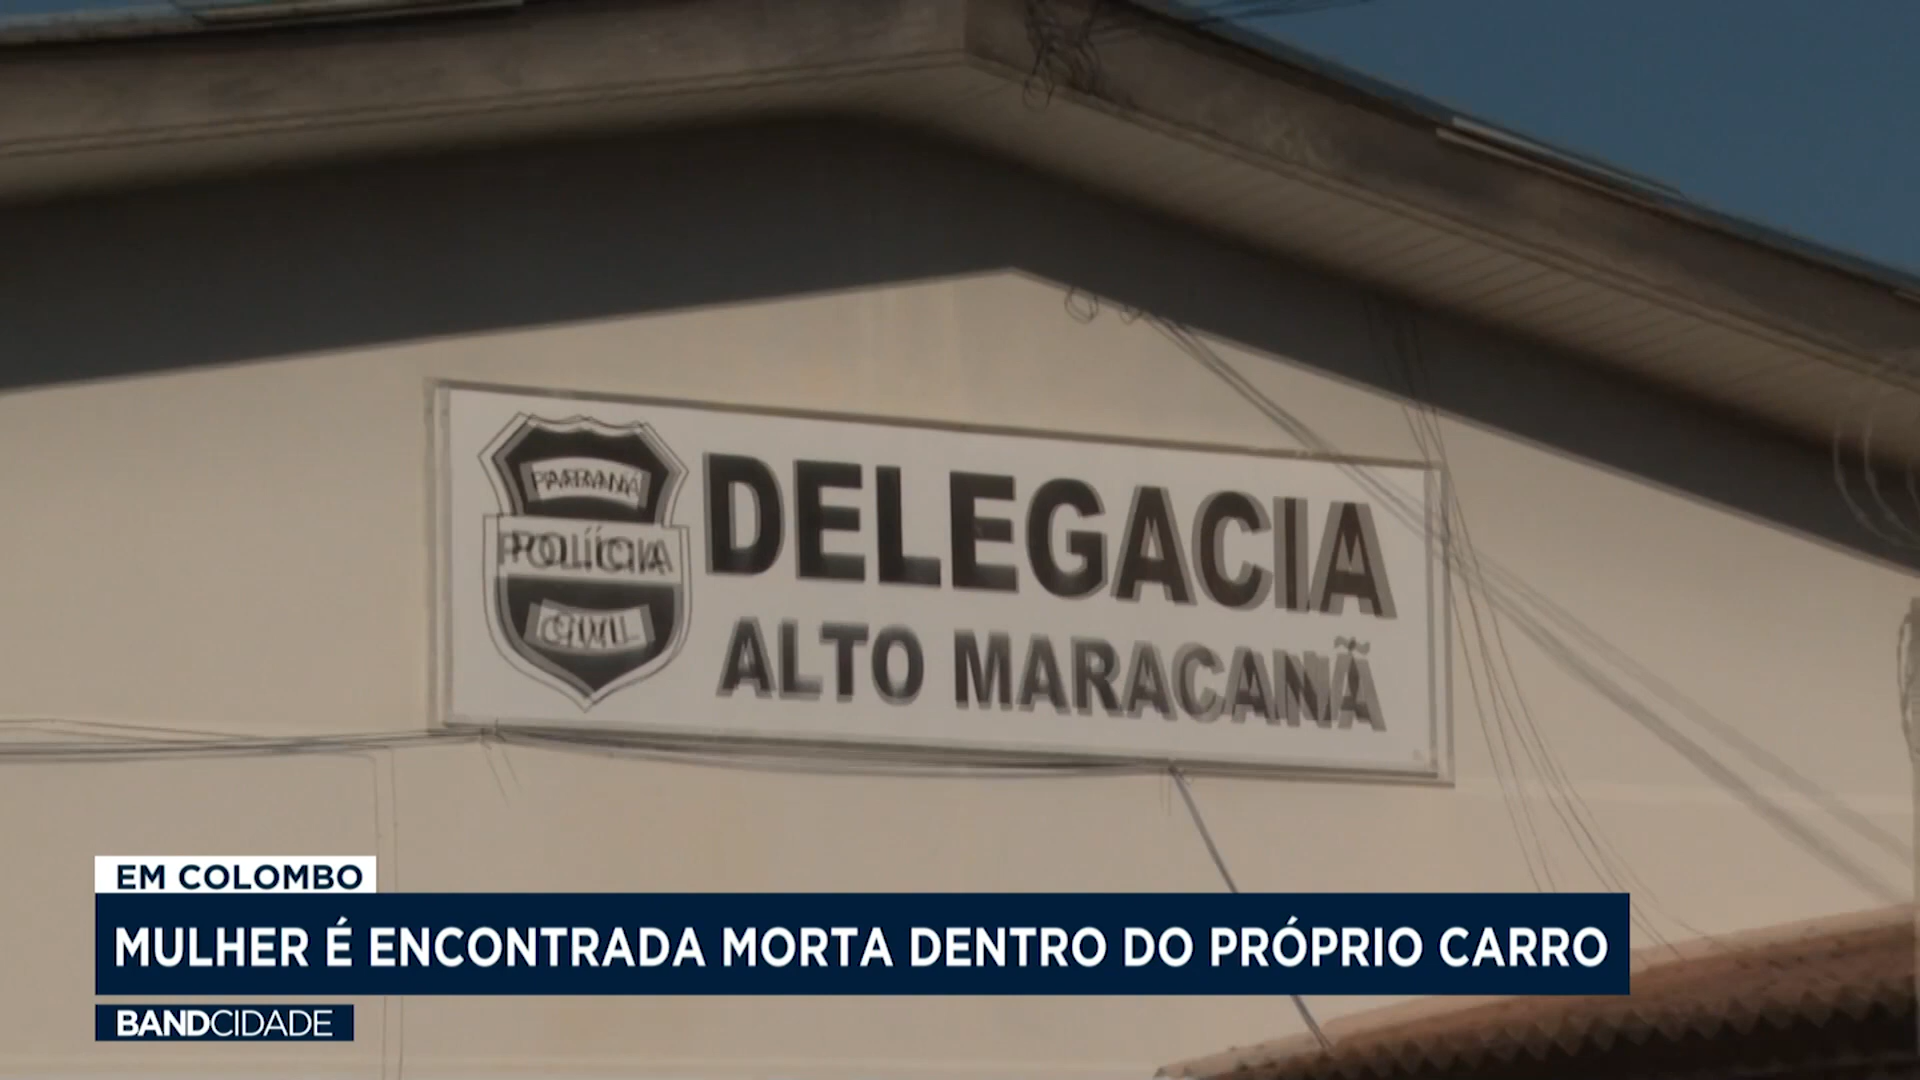 PARANÁ
POLÍCIA
CIVIL
DELEGACIA
ALTO MARACANÃ
EM COLOMBO
MULHER É ENCONTRADA MORTA DENTRO DO PRÓPRIO CARRO
BANDCIDADE